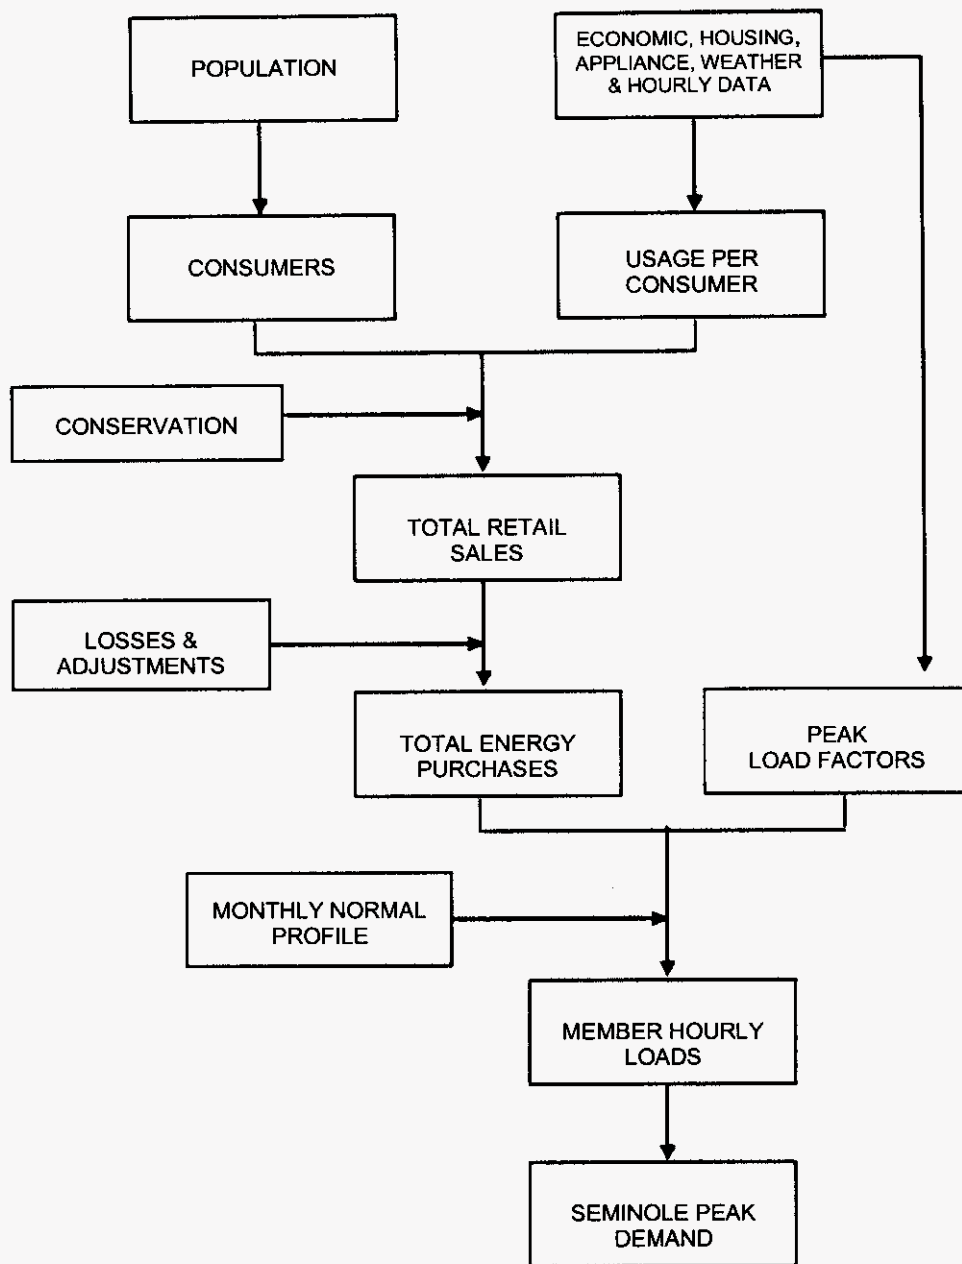 POPULATION
ECONOMIC, HOUSING,
APPLIANCE, WEATHER
& HOURLY DATA
CONSUMERS
USAGE PER
CONSUMER
CONSERVATION
TOTAL RETAIL
SALES
LOSSES &
ADJUSTMENTS
TOTAL ENERGY
PURCHASES
PEAK
LOAD FACTORS
MONTHLY NORMAL
PROFILE
MEMBER HOURLY
LOADS
SEMINOLE PEAK
DEMAND